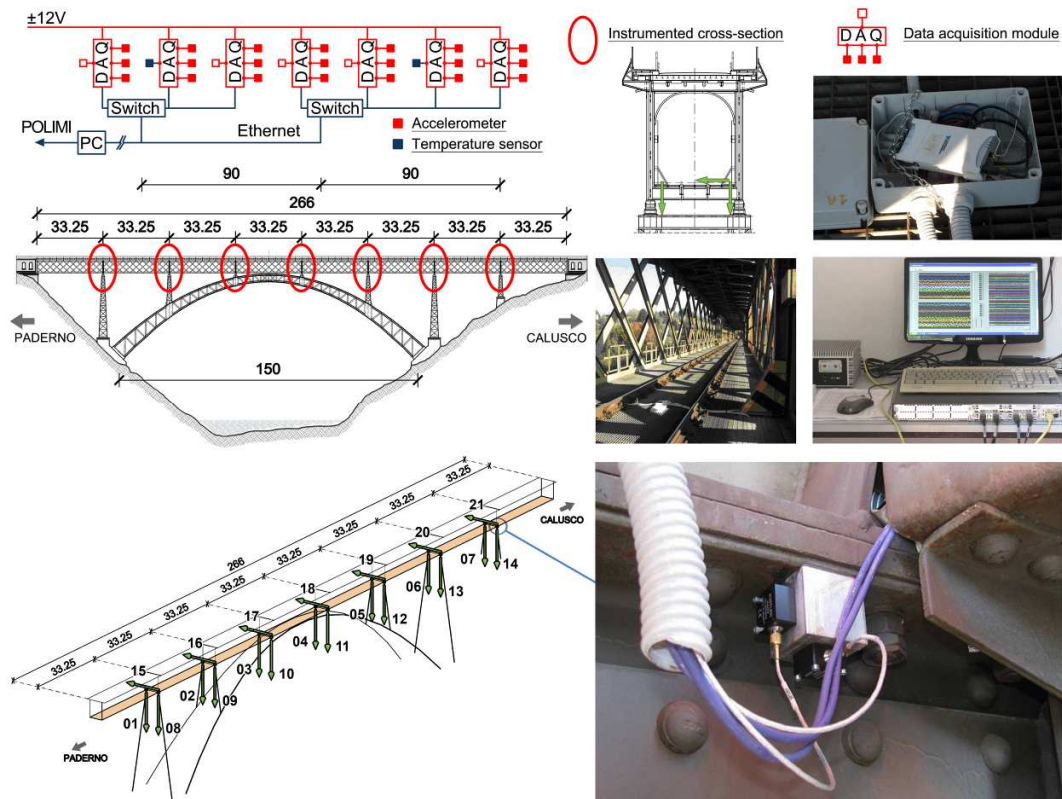 ±12V
DAQ DAQ DAQ DAQ DAQ DAQ DAQ
Switch Switch
POLIMI
PC
Ethernet
Accelerometer
Temperature sensor
Instrumented cross-section
DAQ
Data acquisition module
90 90
266
33.25 33.25 33.25 33.25 33.25 33.25 33.25 33.25
PADERNO
CALUSCO
150
33.25
33.25
33.25
33.25
266
33.25
33.25
33.25
33.25
CALUSCO
21
20
19
18
17
16
15
07 14
06 13
05 12
04 11
03 10
02 09
01 08
PADERNO